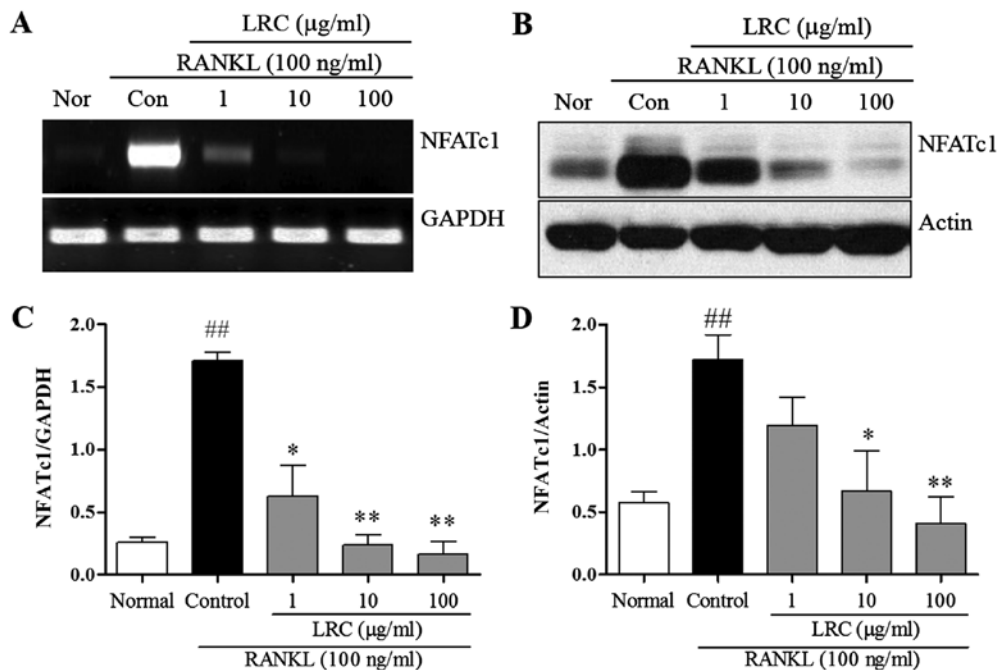 A
LRC (µg/ml)
RANKL (100 ng/ml)
Nor Con 1 10 100
NFATc1
GAPDH
B
LRC (µg/ml)
RANKL (100 ng/ml)
Nor Con 1 10 100
NFATc1
Actin
C
NFATc1/GAPDH
2.0
1.5
1.0
0.5
0.0
##
*
**
**
Normal Control 1 10 100
LRC (µg/ml)
RANKL (100 ng/ml)
D
NFATc1/Actin
2.0
1.5
1.0
0.5
0.0
##
*
**
Normal Control 1 10 100
LRC (µg/ml)
RANKL (100 ng/ml)